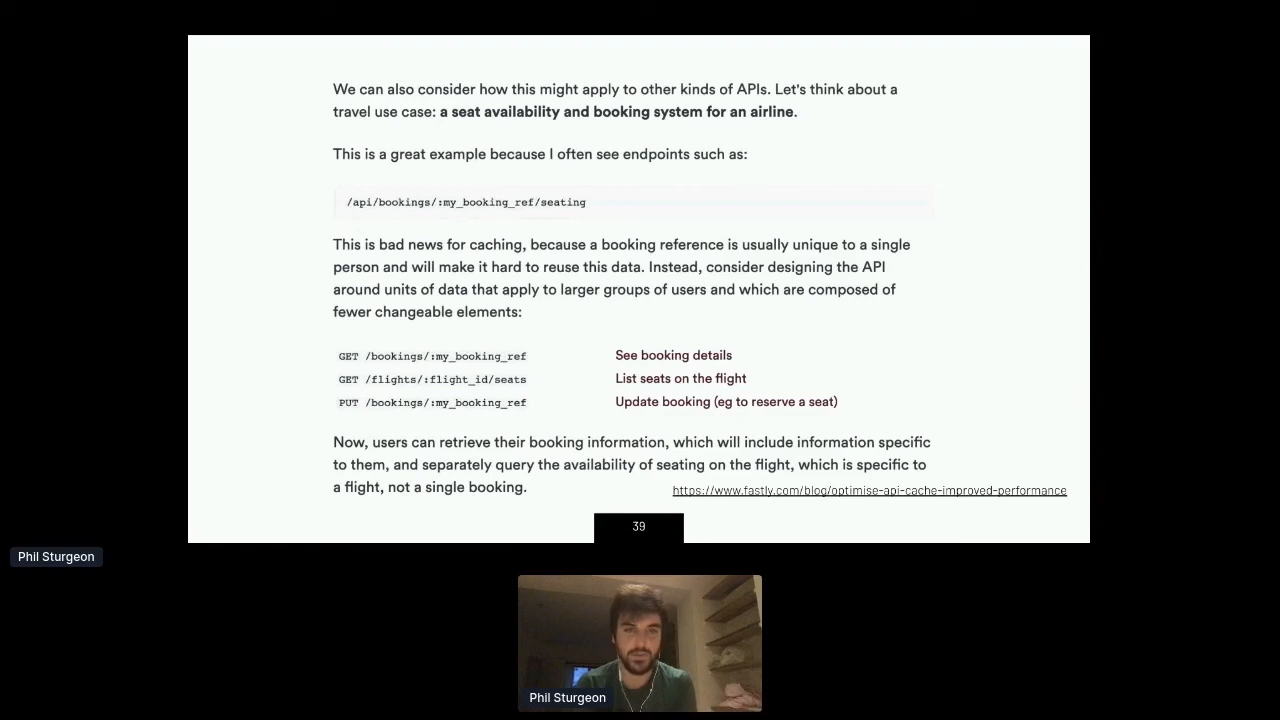 We can also consider how this might apply to other kinds of APIs. Let's think about a
travel use case: a seat availability and booking system for an airline.
This is a great example because I often see endpoints such as:
/api/bookings/:my_booking_ref/seating
This is bad news for caching, because a booking reference is usually unique to a single
person and will make it hard to reuse this data. Instead, consider designing the API
around units of data that apply to larger groups of users and which are composed of
fewer changeable elements:
GET /bookings/:my_booking_ref See booking details
GET /flights/:flight_id/seats List seats on the flight
PUT /bookings/:my_booking_ref Update booking (eg to reserve a seat)
Now, users can retrieve their booking information, which will include information specific
to them, and separately query the availability of seating on the flight, which is specific to
a flight, not a single booking.
https://www.fastly.com/blog/optimise-api-cache-improved-performance
39
Phil Sturgeon
Phil Sturgeon